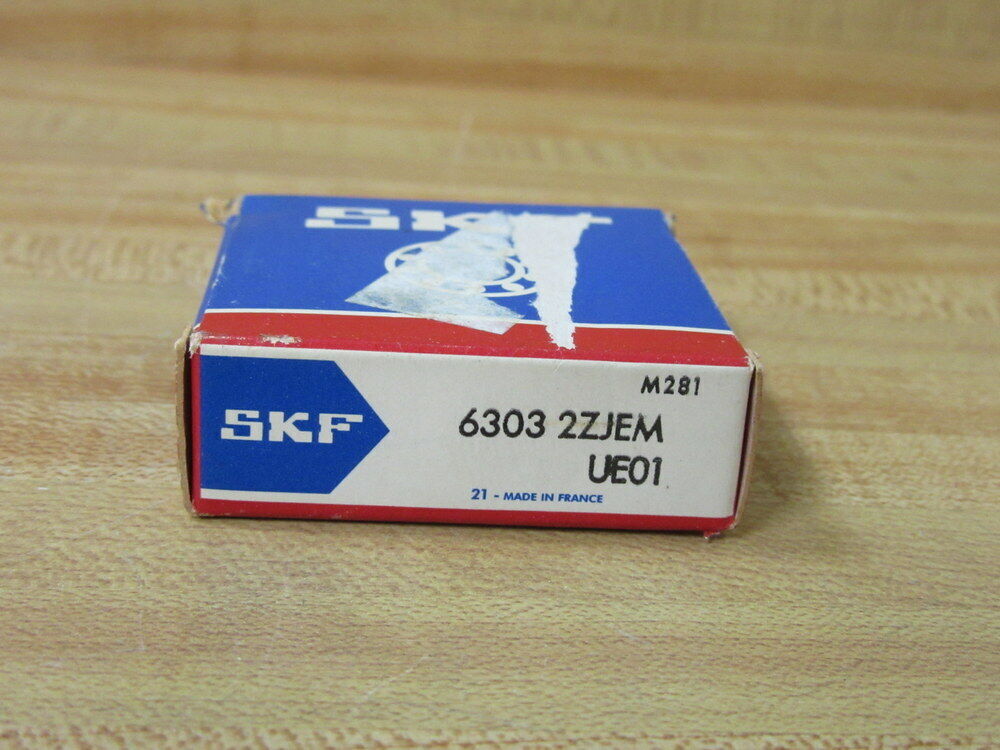 SKF
M281
SKF
6303 2ZJEM
UE01
21 - MADE IN FRANCE